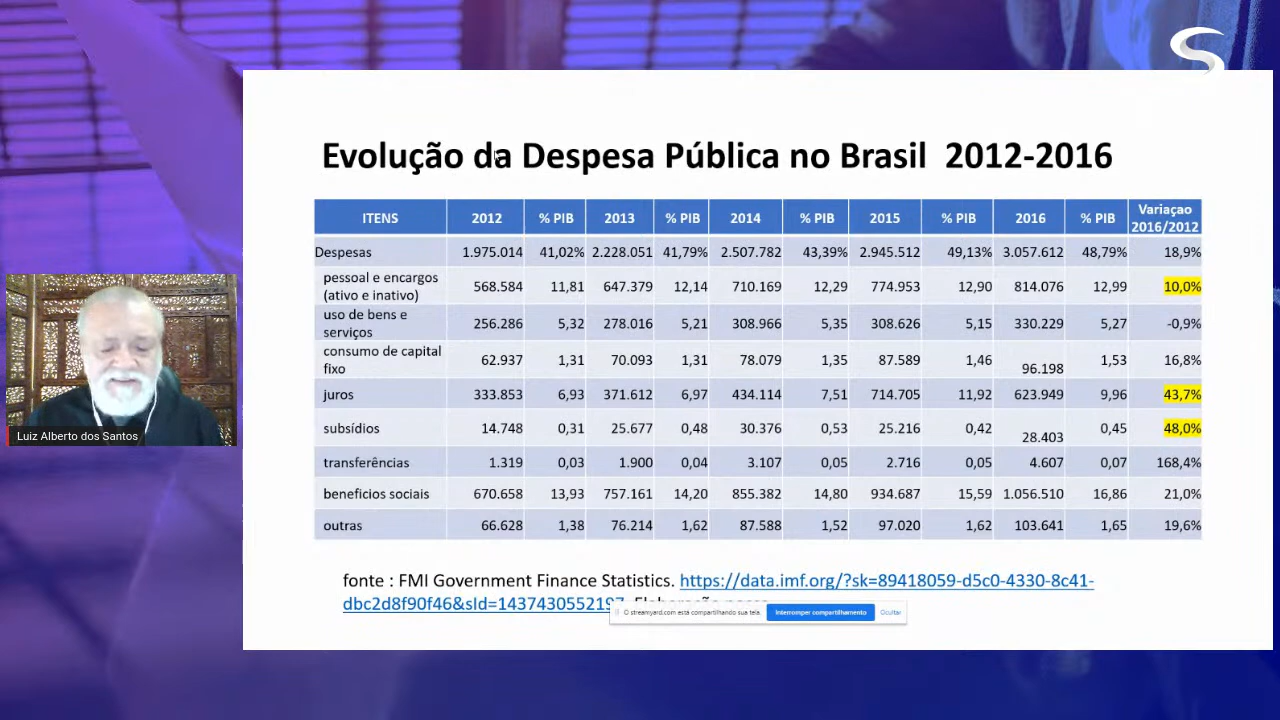 Evolução da Despesa Pública no Brasil 2012-2016
ITENS 2012 % PIB 2013 % PIB 2014 % PIB 2015 % PIB 2016 % PIB Variaçao 2016/2012
Despesas 1.975.014 41,02% 2.228.051 41,79% 2.507.782 43,39% 2.945.512 49,13% 3.057.612 48,79% 18,9%
pessoal e encargos (ativo e inativo) 568.584 11,81 647.379 12,14 710.169 12,29 774.953 12,90 814.076 12,99 10,0%
uso de bens e serviços 256.286 5,32 278.016 5,21 308.966 5,35 308.626 5,15 330.229 5,27 -0,9%
consumo de capital fixo 62.937 1,31 70.093 1,31 78.079 1,35 87.589 1,46 96.198 1,53 16,8%
juros 333.853 6,93 371.612 6,97 434.114 7,51 714.705 11,92 623.949 9,96 43,7%
subsídios 14.748 0,31 25.677 0,48 30.376 0,53 25.216 0,42 28.403 0,45 48,0%
transferências 1.319 0,03 1.900 0,04 3.107 0,05 2.716 0,05 4.607 0,07 168,4%
beneficios sociais 670.658 13,93 757.161 14,20 855.382 14,80 934.687 15,59 1.056.510 16,86 21,0%
outras 66.628 1,38 76.214 1,62 87.588 1,52 97.020 1,62 103.641 1,65 19,6%
fonte : FMI Government Finance Statistics. https://data.imf.org/?sk=89418059-d5c0-4330-8c41-
dbc2d8f90f46&sId=1437430552197
O streamyard.com está compartilhando sua tela. Interromper compartilhamento Ocultar
Luiz Alberto dos Santos